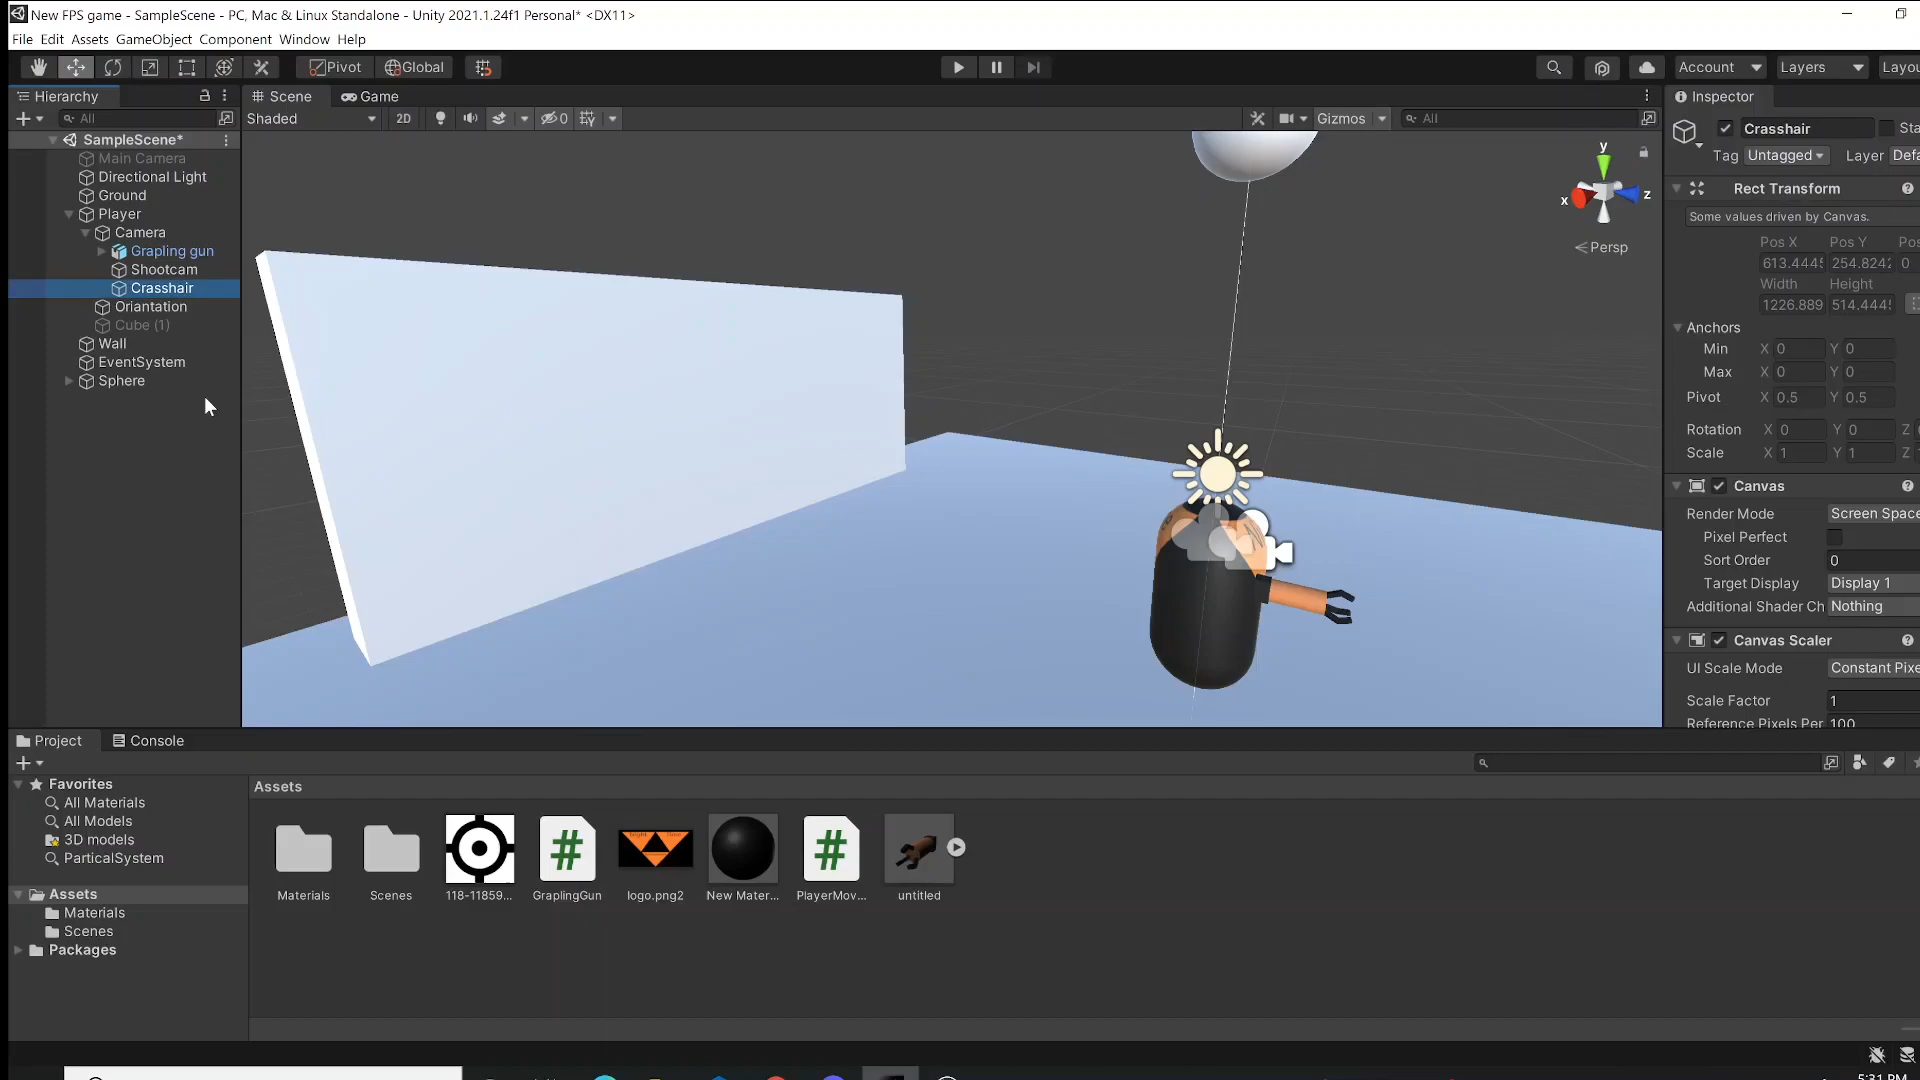 New FPS game - SampleScene - PC, Mac & Linux Standalone - Unity 2021.1.24f1 Personal* <DX11>
File Edit Assets GameObject Component Window Help
Pivot Global Account Layers Layou
Hierarchy Scene Game Inspector
All Shaded 2D 0 Gizmos All
SampleScene*
Main Camera
Directional Light
Ground
Player
Camera
Grapling gun
Shootcam
Crasshair
Oriantation
Cube (1)
Wall
EventSystem
Sphere
y
x
z
Persp
Crasshair Sta
Tag Untagged Layer Defa
Rect Transform
Some values driven by Canvas.
Pos X Pos Y Pos
613.4445 254.8242 0
Width Height
1226.889 514.4445
Anchors
Min X 0 Y 0
Max X 0 Y 0
Pivot X 0.5 Y 0.5
Rotation X 0 Y 0 Z
Scale X 1 Y 1 Z
Canvas
Render Mode Screen Space
Pixel Perfect
Sort Order 0
Target Display Display 1
Additional Shader Ch Nothing
Canvas Scaler
UI Scale Mode Constant Pixe
Scale Factor 1
Reference Pixels Per 100
Project Console
Favorites
All Materials
All Models
3D models
ParticalSystem
Assets
Materials
Scenes
Packages
Assets
Materials Scenes 118-11859... GraplingGun logo.png2 New Mater... PlayerMov... untitled
5:31 PM